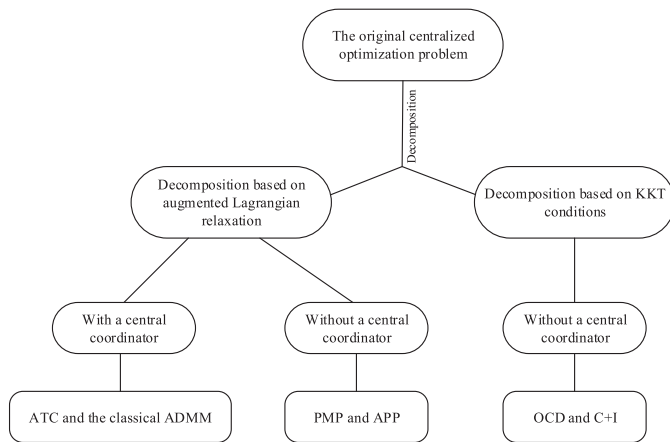 The original centralized
optimization problem
Decomposition
Decomposition based on
augmented Lagrangian
relaxation
Decomposition based on KKT
conditions
With a central
coordinator
Without a central
coordinator
Without a central
coordinator
ATC and the classical ADMM
PMP and APP
OCD and C+I